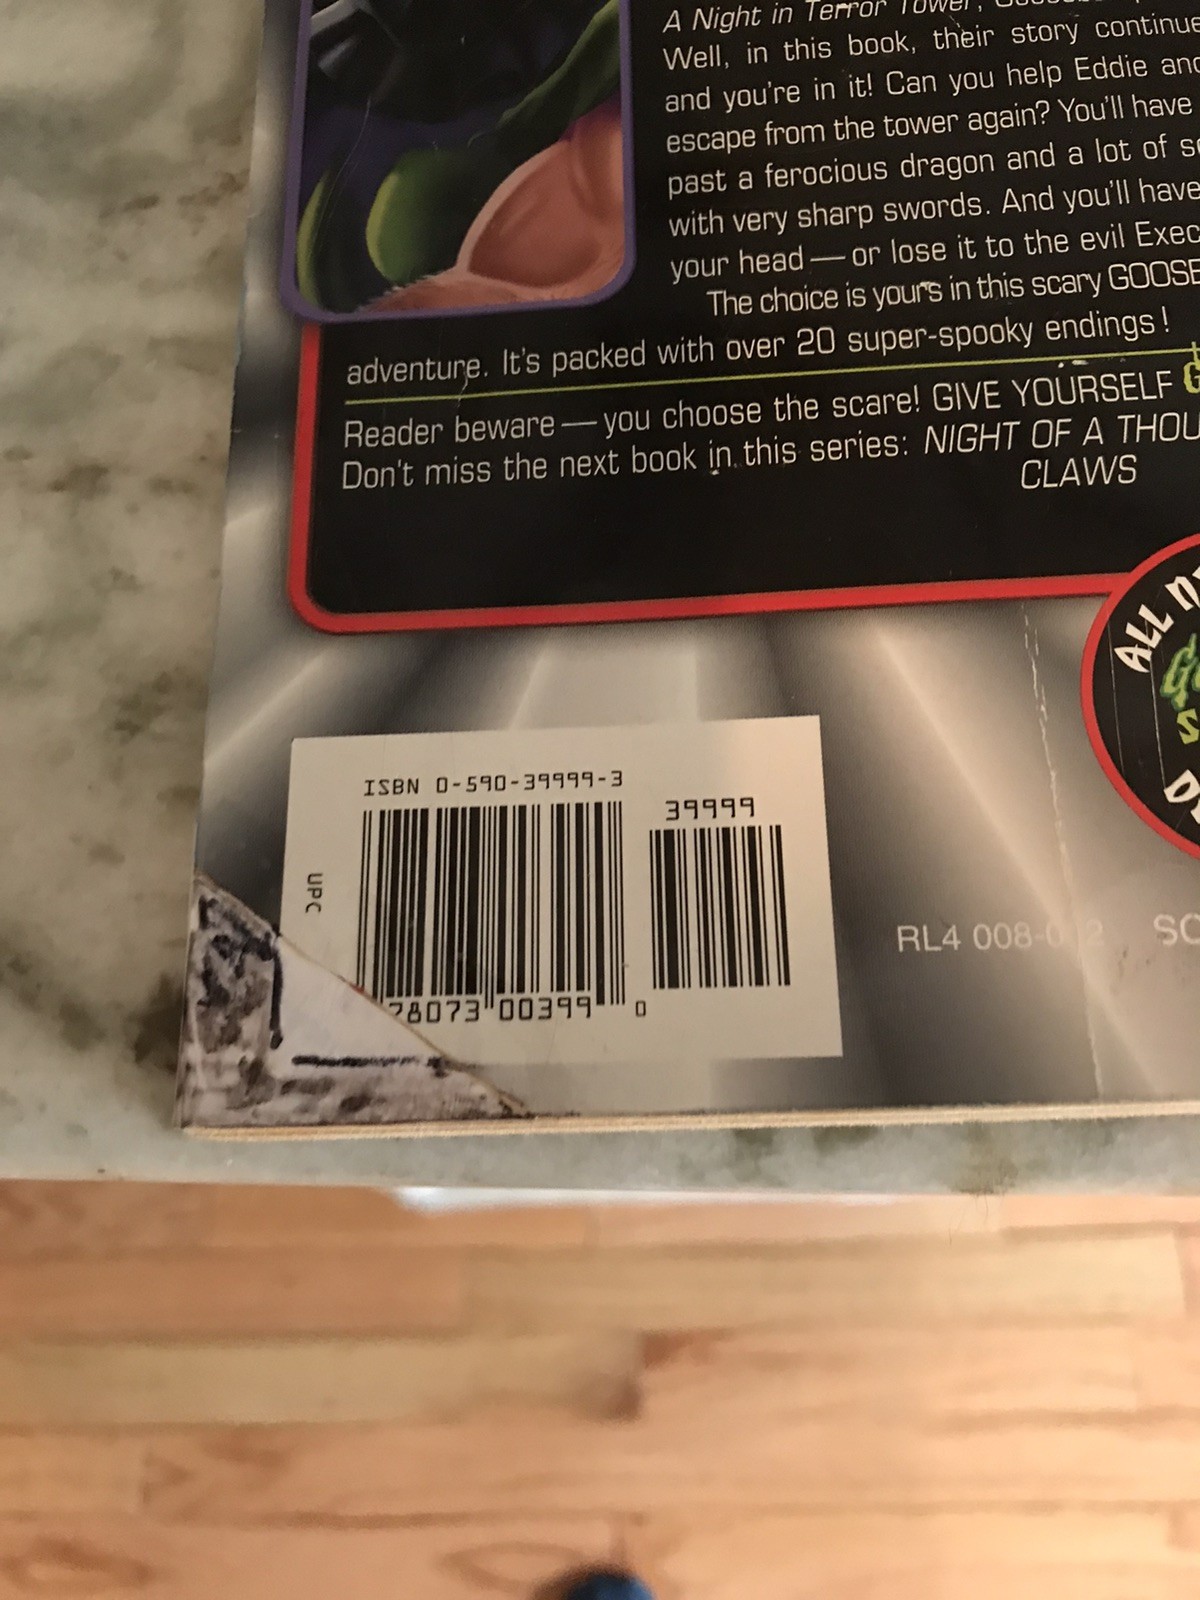 A Night in Terror Tower,
Well, in this book, their story continue
and you're in it! Can you help Eddie and
escape from the tower again? You'll have
past a ferocious dragon and a lot of
with very sharp swords. And you'll have
your head — or lose it to the evil Exec
The choice is yours in this scary GOOSE
adventure. It's packed with over 20 super-spooky endings!
Reader beware — you choose the scare! GIVE YOURSELF G
Don't miss the next book in this series: NIGHT OF A THOU
CLAWS
ALL
ISBN 0-590-39999-3
39999
UPC
RL4 008-0 2 SC
78073 00399 0